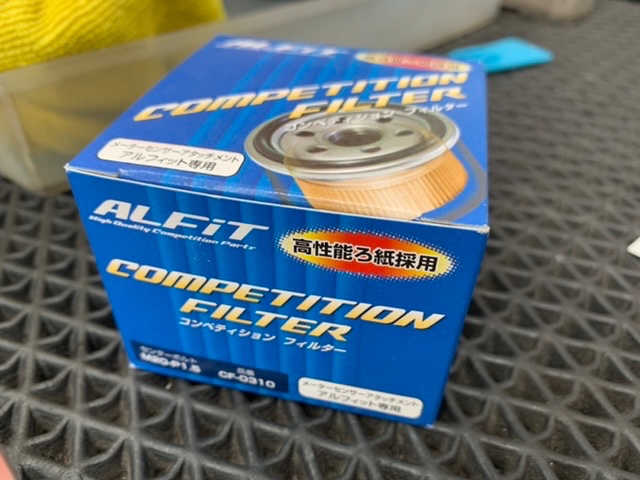 ALFiT
COMPETITION
FILTER
コンペティション フィルター
メーターセンサーアタッチメント
アルフィット専用
ALFiT
High Quality Competition Parts
高性能ろ紙採用
COMPETITION
FILTER
コンペティション フィルター
センターボルト 品番
M20-P1.5 CF-0310
メーターセンサーアタッチメント
アルフィット専用